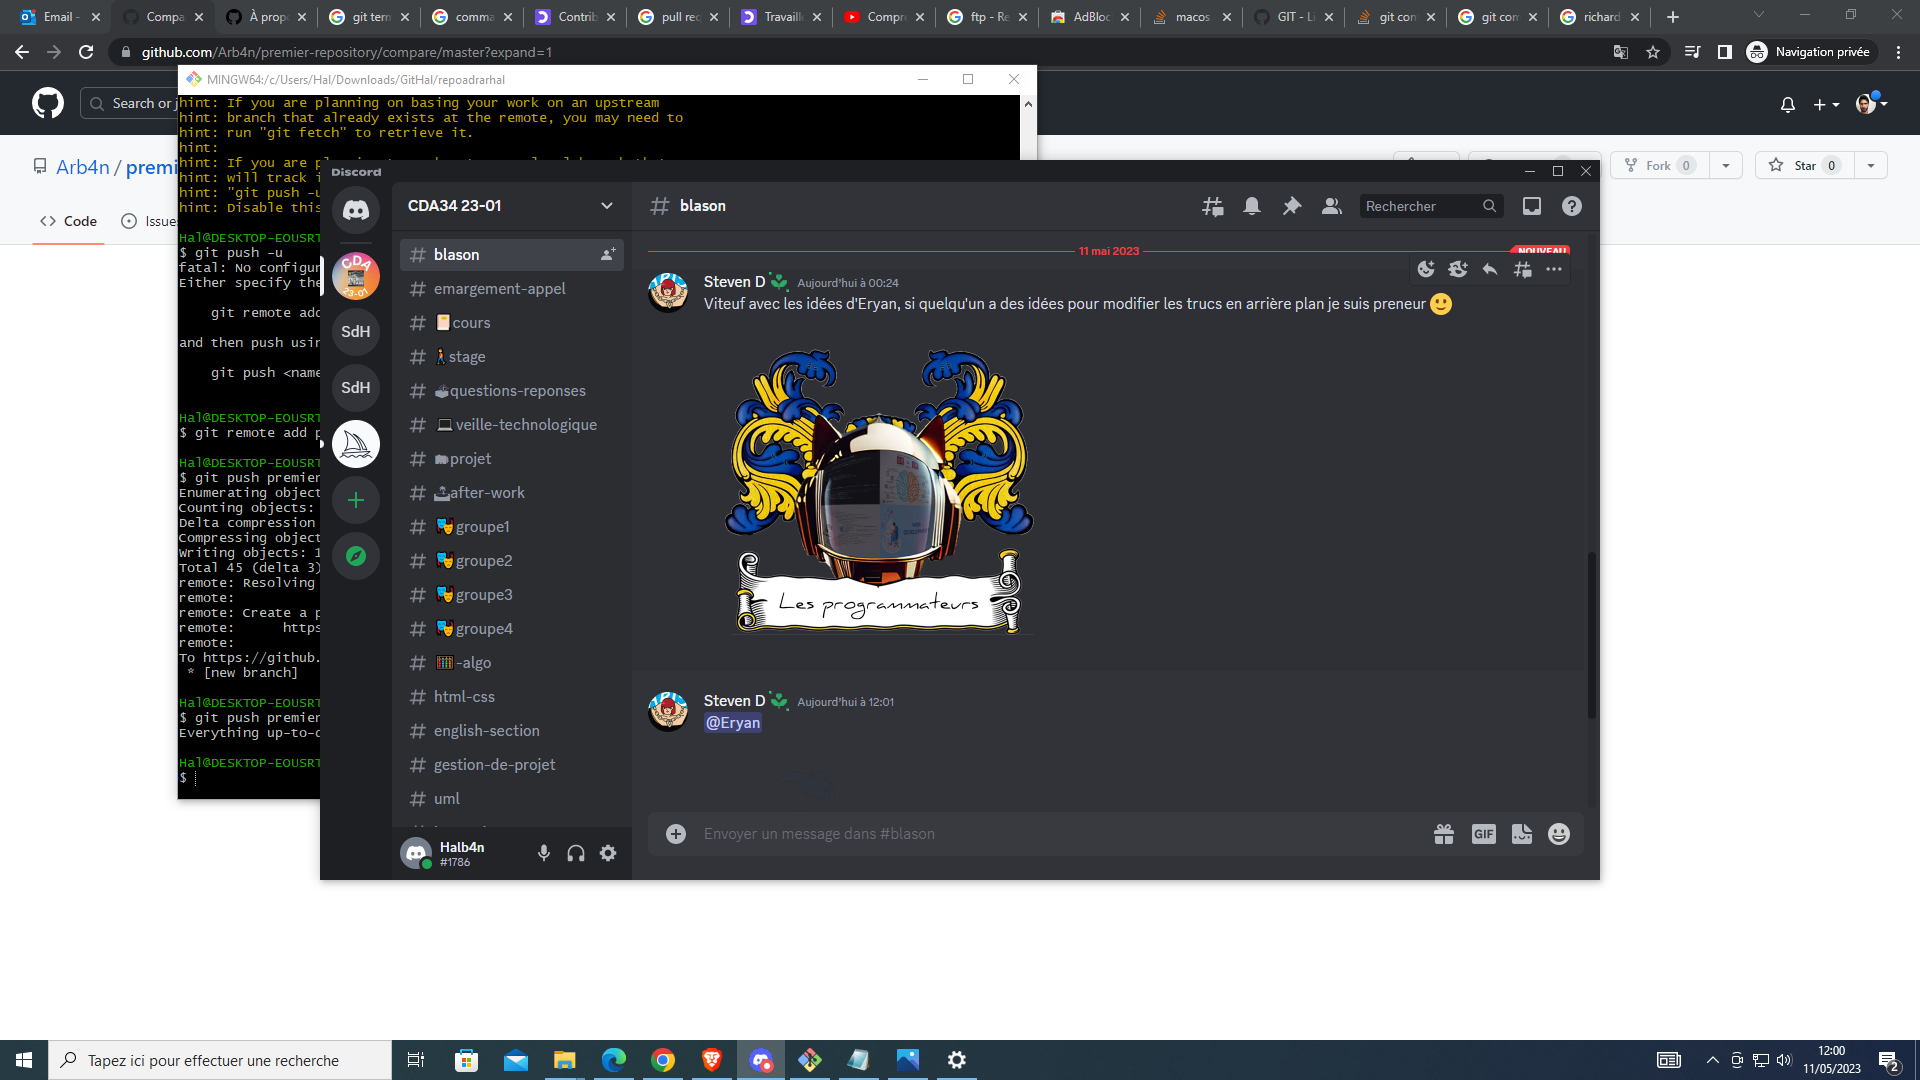 Email -
Compa
À propo
git term
comma
Contrib
pull rec
Travaille
Compre
ftp - Re
AdBloc
macos
GIT - Li
git com
git com
richard
github.com/Arb4n/premier-repository/compare/master?expand=1
Navigation privée
MINGW64:/c/Users/Hal/Downloads/GitHal/repoadrarhal
Search or j
Arb4n / premi
Fork 0
Star 0
Code
Issue
hint: If you are planning on basing your work on an upstream
hint: branch that already exists at the remote, you may need to
hint: run "git fetch" to retrieve it.
hint:
hint: If you are
hint: will track i
hint: "git push -u
hint: Disable this
Hal@DESKTOP-EOUSRT
$ git push -u
fatal: No configur
Either specify the
git remote add
and then push usin
git push <name
Hal@DESKTOP-EOUSRT
$ git remote add p
Hal@DESKTOP-EOUSRT
$ git push premier
Enumerating object
Counting objects:
Delta compression
Compressing object
Writing objects: 1
Total 45 (delta 3)
remote: Resolving
remote:
remote: Create a p
remote: https
remote:
To https://github.
* [new branch]
Hal@DESKTOP-EOUSRT
$ git push premier
Everything up-to-d
Hal@DESKTOP-EOUSRT
$
Discord
CDA
23-01
SdH
SdH
CDA34 23-01
blason
emargement-appel
cours
stage
questions-reponses
veille-technologique
projet
after-work
groupe1
groupe2
groupe3
groupe4
-algo
html-css
english-section
gestion-de-projet
uml
Halb4n
#1786
# blason
Rechercher
11 mai 2023
NOUVEAU
Steven D Aujourd'hui à 00:24
Viteuf avec les idées d'Eryan, si quelqu'un a des idées pour modifier les trucs en arrière plan je suis preneur
Les programmateurs
Steven D Aujourd'hui à 12:01
@Eryan
Envoyer un message dans #blason
GIF
Tapez ici pour effectuer une recherche
12:00
11/05/2023
2